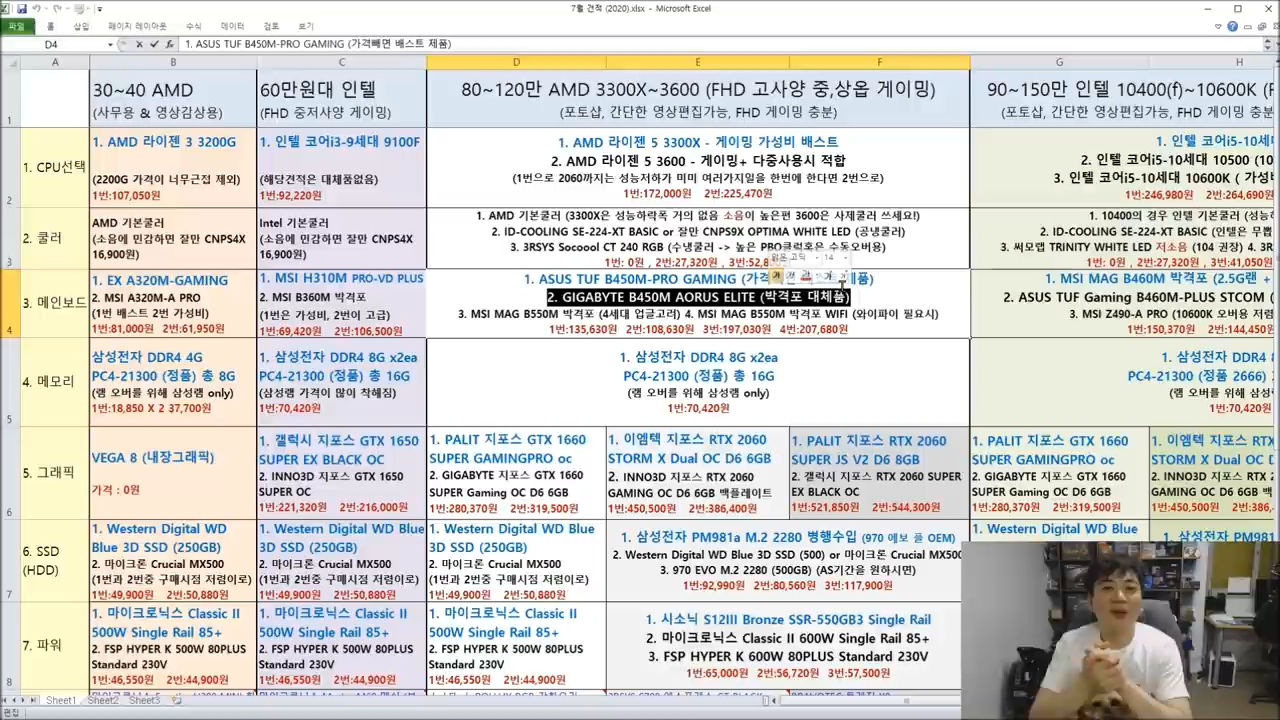 7월 견적 (2020).xlsx - Microsoft Excel
파일 홈 삽입 페이지 레이아웃 수식 데이터 검토 보기
D4 1. ASUS TUF B450M-PRO GAMING (가격빼면 배스트 제품)
A B C D E F G H
1
30~40 AMD
(사무용 & 영상감상용)
60만원대 인텔
(FHD 중저사양 게이밍)
80~120만 AMD 3300X~3600 (FHD 고사양 중,상옵 게이밍)
(포토샵, 간단한 영상편집가능, FHD 게이밍 충분)
90~150만 인텔 10400(f)~10600K (F
(포토샵, 간단한 영상편집가능, FHD 게이밍
2
1. CPU선택
1. AMD 라이젠 3 3200G
(2200G 가격이 너무근접 제외)
1번:107,050원
1. 인텔 코어i3-9세대 9100F
(해당견적은 대체품없음)
1번:92,220원
1. AMD 라이젠 5 3300X - 게이밍 가성비 배스트
2. AMD 라이젠 5 3600 - 게이밍+ 다중사용시 적합
(1번으로 2060까지는 성능저하가 미미 여러가지일을 한번에 한다면 2번으로)
1번:172,000원 2번:225,470원
1. 인텔 코어i5-10세
2. 인텔 코어i5-10세대 10500 (10
3. 인텔 코어i5-10세대 10600K ( 가성비
1번:246,980원 2번:264,690원
3
2. 쿨러
AMD 기본쿨러
(소음에 민감하면 잘만 CNPS4X
16,900원)
Intel 기본쿨러
(소음에 민감하면 잘만 CNPS4X
16,900원)
1. AMD 기본쿨러 (3300X은 성능하락폭 거의 없음 소음이 높은편 3600은 사제쿨러 쓰세요!)
2. ID-COOLING SE-224-XT BASIC or 잘만 CNPS9X OPTIMA WHITE LED (공냉쿨러)
3. 3RSYS Socoool CT 240 RGB (수냉쿨러 -> 높은 PBO클럭혹은 수동오버용)
1번: 0원 , 2번:27,320원 , 3번:52,8
1. 10400의 경우 인텔 기본쿨러 (성능
2. ID-COOLING SE-224-XT BASIC (인텔은 무뽑
3. 써모랩 TRINITY WHITE LED 저소음 (104 권장) 4. 3R
1번: 0원 , 2번:27,320원 , 3번:41,050
4
3. 메인보드
1. EX A320M-GAMING
2. MSI A320M-A PRO
(1번 배스트 2번 가성비)
1번:81,000원 2번:61,950원
1. MSI H310M PRO-VD PLUS
2. MSI B360M 박격포
(1번은 가성비, 2번이 고급)
1번:69,420원 2번:106,500원
1. ASUS TUF B450M-PRO GAMING (가격 제품)
2. GIGABYTE B450M AORUS ELITE (박격포 대체품)
3. MSI MAG B550M 박격포 (4세대 업글고려) 4. MSI MAG B550M 박격포 WIFI (와이파이 필요시)
1번:135,630원 2번:108,630원 3번:197,030원 4번:207,680원
맑은 고딕 14
1. MSI MAG B460M 박격포 (2.5G랜 +
2. ASUS TUF Gaming B460M-PLUS STCOM (
3. MSI Z490-A PRO (10600K 오버용 저렴
1번:150,370원 2번:144,450원
5
4. 메모리
삼성전자 DDR4 4G
PC4-21300 (정품) 총 8G
(램 오버를 위해 삼성램 only)
1번:18,850 X 2 37,700원
1. 삼성전자 DDR4 8G x2ea
PC4-21300 (정품) 총 16G
(삼성램 가격이 많이 착해짐)
1번:70,420원
1. 삼성전자 DDR4 8G x2ea
PC4-21300 (정품) 총 16G
(램 오버를 위해 삼성램 only)
1번:70,420원
1. 삼성전자 DDR4 8
PC4-21300 (정품 2666)
(램 오버를 위해
1번:70,420
6
5. 그래픽
VEGA 8 (내장그래픽)
가격 : 0원
1. 갤럭시 지포스 GTX 1650
SUPER EX BLACK OC
2. INNO3D 지포스 GTX 1650
SUPER OC
1번:221,320원 2번:216,000원
1. PALIT 지포스 GTX 1660
SUPER GAMINGPRO oc
2. GIGABYTE 지포스 GTX 1660
SUPER Gaming OC D6 6GB
1번:280,370원 2번:319,500원
1. 이엠텍 지포스 RTX 2060
STORM X Dual OC D6 6GB
2. INNO3D 지포스 RTX 2060
GAMING OC D6 6GB 백플레이트
1번:450,500원 2번:386,400원
1. PALIT 지포스 RTX 2060
SUPER JS V2 D6 8GB
2. 갤럭시 지포스 RTX 2060 SUPER
EX BLACK OC
1번:521,850원 2번:544,300원
1. PALIT 지포스 GTX 1660
SUPER GAMINGPRO oc
2. GIGABYTE 지포스 GTX 1660
SUPER Gaming OC D6 6GB
1번:280,370원 2번:319,500원
1. 이엠텍 지포스 R
STORM X Dual OC
2. INNO3D 지포스 R
GAMING OC D6 6GB 백
1번:450,500원 2번:386,
7
6. SSD
(HDD)
1. Western Digital WD
Blue 3D SSD (250GB)
2. 마이크론 Crucial MX500
(1번과 2번중 구매시점 저렴이로)
1번:49,900원 2번:50,880원
1. Western Digital WD Blue
3D SSD (250GB)
2. 마이크론 Crucial MX500
(1번과 2번중 구매시점 저렴이로)
1번:49,900원 2번:50,880원
1. Western Digital WD Blue
3D SSD (250GB)
2. 마이크론 Crucial MX500
(1번과 2번중 구매시점 저렴이로)
1번:49,900원 2번:50,880원
1. 삼성전자 PM981a M.2 2280 병행수입 (970 에보 플 OEM)
2. Western Digital WD Blue 3D SSD (500) or 마이크론 Crucial MX500
3. 970 EVO M.2 2280 (500GB) (AS기간을 원하시면)
1번:92,990원 2번:80,560원 3번:117,900원
1. Western Digital WD Blue
1. 삼성전자 PM981
8
7. 파워
1. 마이크로닉스 Classic II
500W Single Rail 85+
2. FSP HYPER K 500W 80PLUS
Standard 230V
1번:46,550원 2번:44,900원
1. 마이크로닉스 Classic II
500W Single Rail 85+
2. FSP HYPER K 500W 80PLUS
Standard 230V
1번:46,550원 2번:44,900원
1. 마이크로닉스 Classic II
500W Single Rail 85+
2. FSP HYPER K 500W 80PLUS
Standard 230V
1번:46,550원 2번:44,900원
1. 시소닉 S12III Bronze SSR-550GB3 Single Rail
2. 마이크로닉스 Classic II 600W Single Rail 85+
3. FSP HYPER K 600W 80PLUS Standard 230V
1번:65,000원 2번:56,720원 3번:57,500원
Sheet1 Sheet2 Sheet3
편집